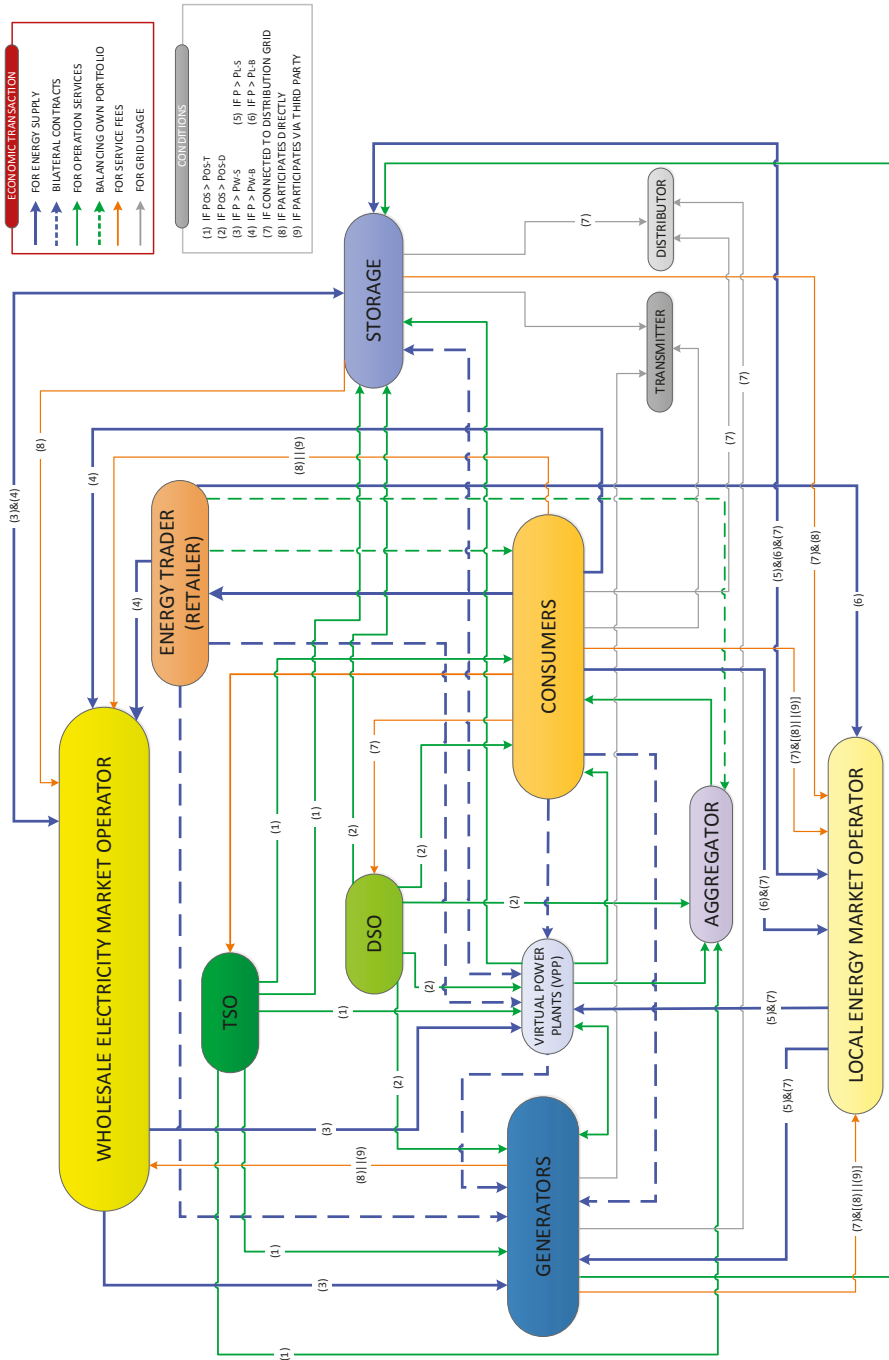 ECONOMIC TRANSACTION
FOR ENERGY SUPPLY
BILATERAL CONTRACTS
FOR OPERATION SERVICES
BALANCING OWN PORTFOLIO
FOR SERVICE FEES
FOR GRID USAGE
CONDITIONS
(1) IF POS > POS-T
(2) IF POS > POS-D
(3) IF P > PW-S (5) IF P > PL-S
(4) IF P > PW-B (6) IF P > PL-B
(7) IF CONNECTED TO DISTRIBUTION GRID
(8) IF PARTICIPATES DIRECTLY
(9) IF PARTICIPATES VIA THIRD PARTY
WHOLESALE ELECTRICITY MARKET OPERATOR
(3)&(4)
(8)
(4)
(8)||(9)
(4)
ENERGY TRADER
(RETAILER)
TSO
(1)
(1)
(1)
(1)
(1)
(3)
(3)
(8)||(9)
DSO
(7)
(2)
(2)
(2)
(2)
(2)
STORAGE
GENERATORS
VIRTUAL POWER
PLANTS (VPP)
CONSUMERS
TRANSMITTER
DISTRIBUTOR
(7)
(7)
(7)
AGGREGATOR
(5)&(7)
(5)&(7)
(6)&(7)
(7)&[(8)||(9)]
(7)&[(8)||(9)]
(5)&(6)&(7)
(7)&(8)
(6)
LOCAL ENERGY MARKET OPERATOR